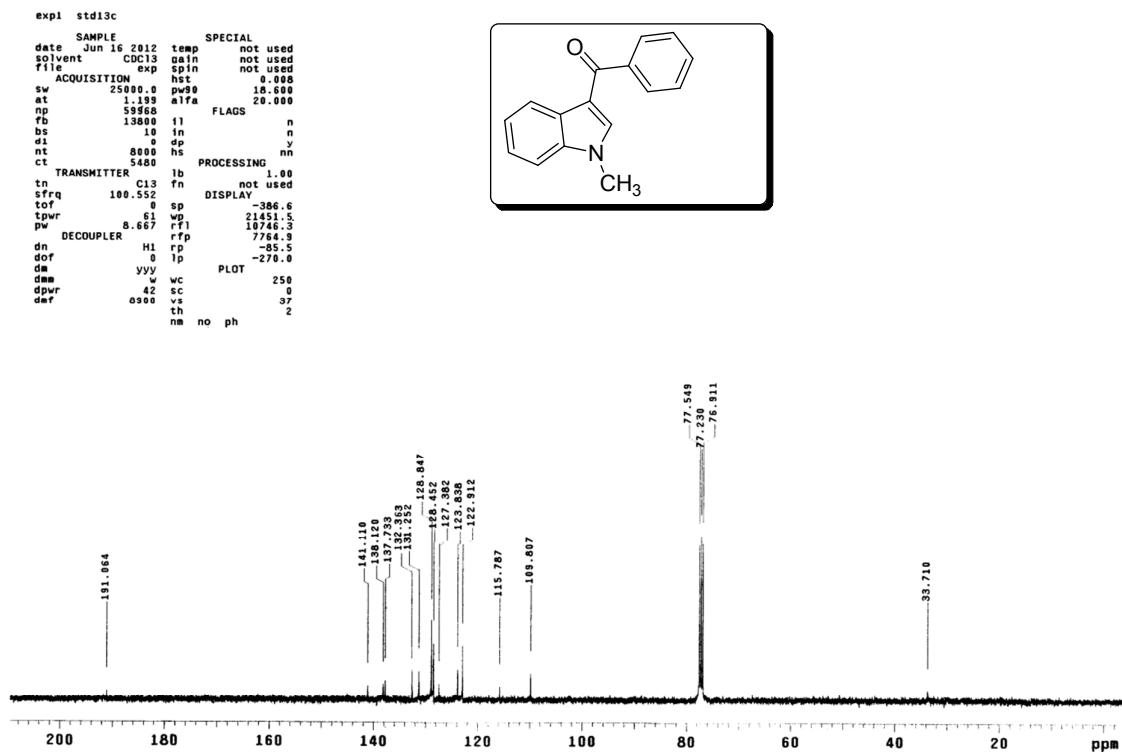 exp1 std13c
SAMPLE
date Jun 16 2012
solvent CDCl3
file exp
ACQUISITION
sw 25000.0
at 1.199
np 59968
fb 13800
bs 10
d1 0
nt 8000
ct 5480
TRANSMITTER
tn C13
sfrq 100.552
tof 0
tpwr 61
pw 8.667
DECOUPLER
dn H1
dof 0
dm yyy
dmm w
dpwr 42
dmf 8900
SPECIAL
temp not used
gain not used
spin not used
hst 0.008
pw90 18.600
alfa 20.000
FLAGS
il n
in n
dp y
hs nn
PROCESSING
lb 1.00
fn not used
DISPLAY
sp -386.6
wp 21451.5
rfl 10746.3
rfp 7764.9
rp -85.5
lp -270.0
PLOT
wc 250
sc 0
vs 37
th 2
nm no ph
O
N
CH3
191.064
141.110
138.120
137.733
132.363
131.252
128.847
128.452
127.382
123.838
122.912
115.787
109.807
77.549
77.230
76.911
33.710
200 180 160 140 120 100 80 60 40 20 ppm